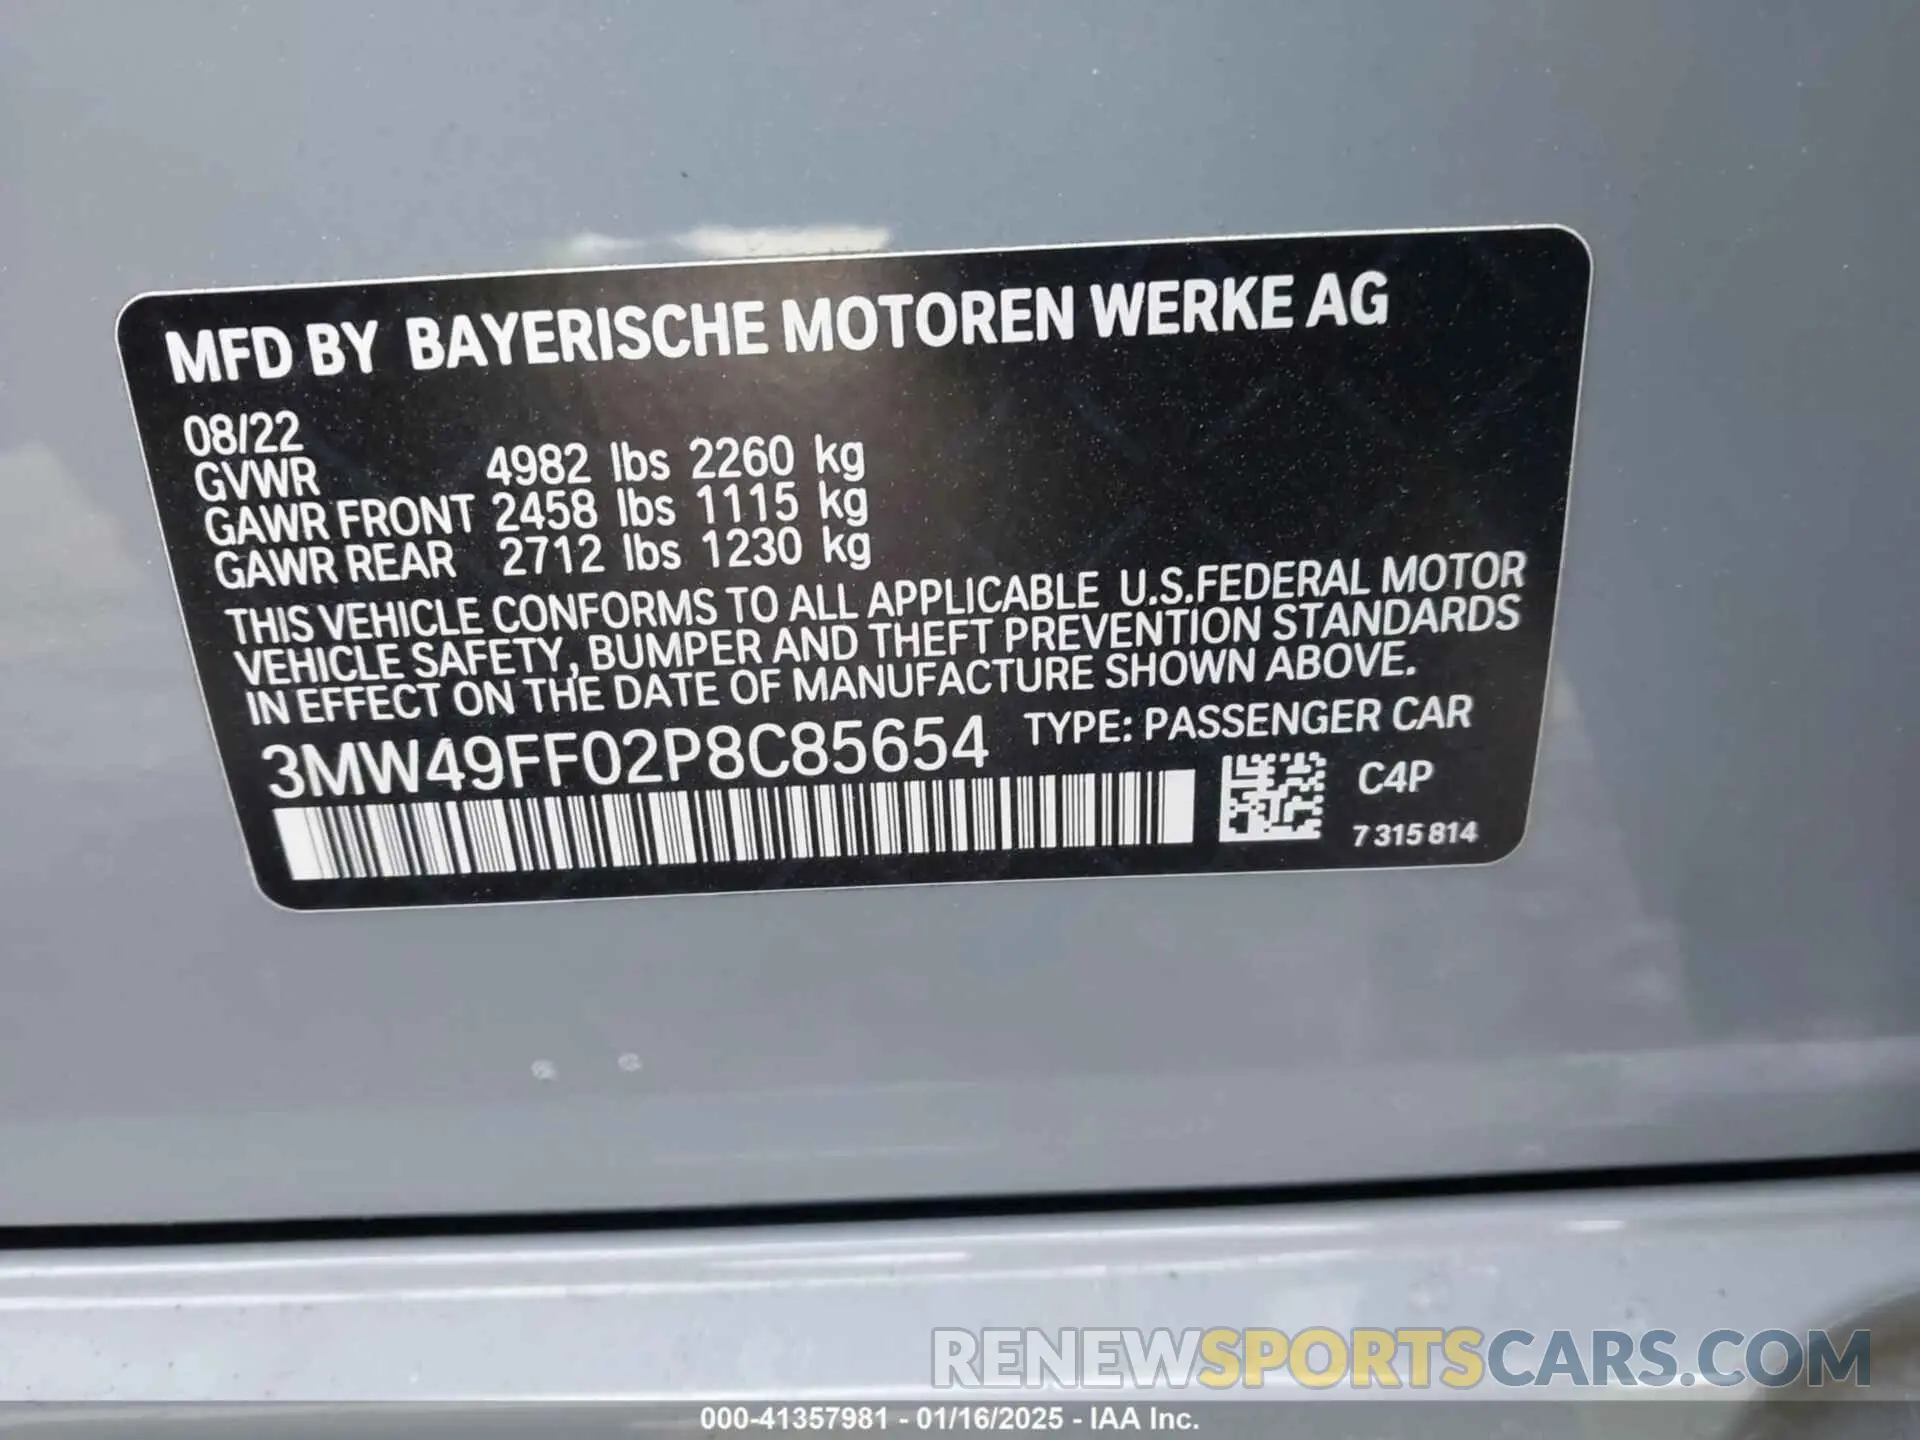 MFD BY BAYERISCHE MOTOREN WERKE AG
08/22
GVWR 4982 lbs 2260 kg
GAWR FRONT 2458 lbs 1115 kg
GAWR REAR 2712 lbs 1230 kg
THIS VEHICLE CONFORMS TO ALL APPLICABLE U.S.FEDERAL MOTOR
VEHICLE SAFETY, BUMPER AND THEFT PREVENTION STANDARDS
IN EFFECT ON THE DATE OF MANUFACTURE SHOWN ABOVE.
3MW49FF02P8C85654 TYPE: PASSENGER CAR
C4P
7 315 814
RENEWSPORTSCARS.COM
000-41357981 - 01/16/2025 - IAA Inc.